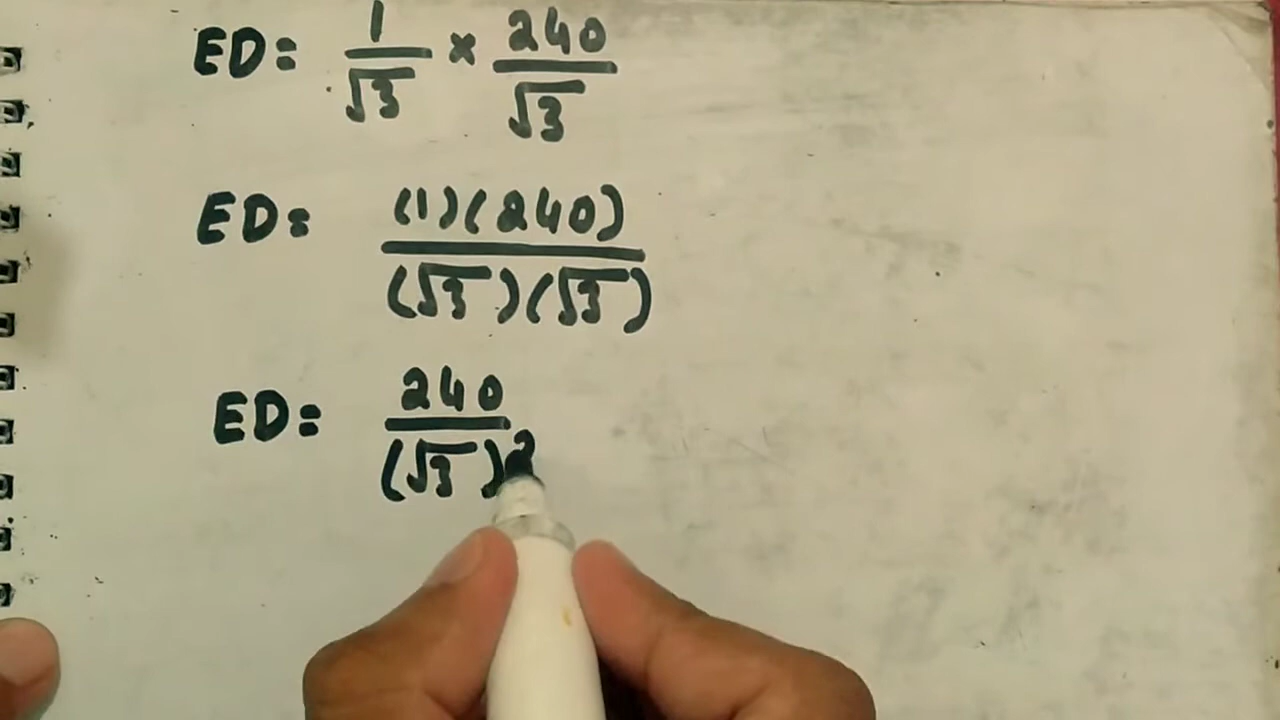 ED= 1/√3 × 240/√3
ED= (1)(240)/(√3)(√3)
ED= 240/(√3)2